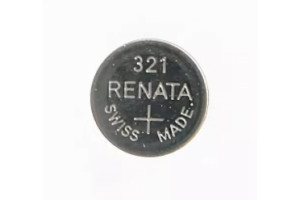 321
RENATA
+
SWISS MADE.